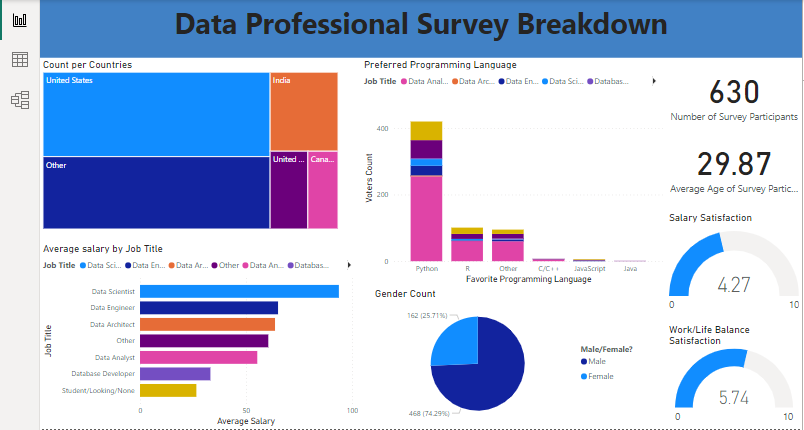 Data Professional Survey Breakdown
Count per Countries
United States
India
Other
United ...
Cana...
Preferred Programming Language
Job Title Data Anal... Data Arc... Data En... Data Sci... Databas...
Voters Count
400
200
0
Python R Other C/C++ JavaScript Java
Favorite Programming Language
630
Number of Survey Participants
29.87
Average Age of Survey Partic...
Salary Satisfaction
4.27
0 10
Average salary by Job Title
Job Title Data Sci... Data En... Data Ar... Other Data An... Databas...
Job Title
Data Scientist
Data Engineer
Data Architect
Other
Data Analyst
Database Developer
Student/Looking/None
0 50 100
Average Salary
Gender Count
162 (25.71%)
468 (74.29%)
Male/Female?
Male
Female
Work/Life Balance
Satisfaction
5.74
0 10